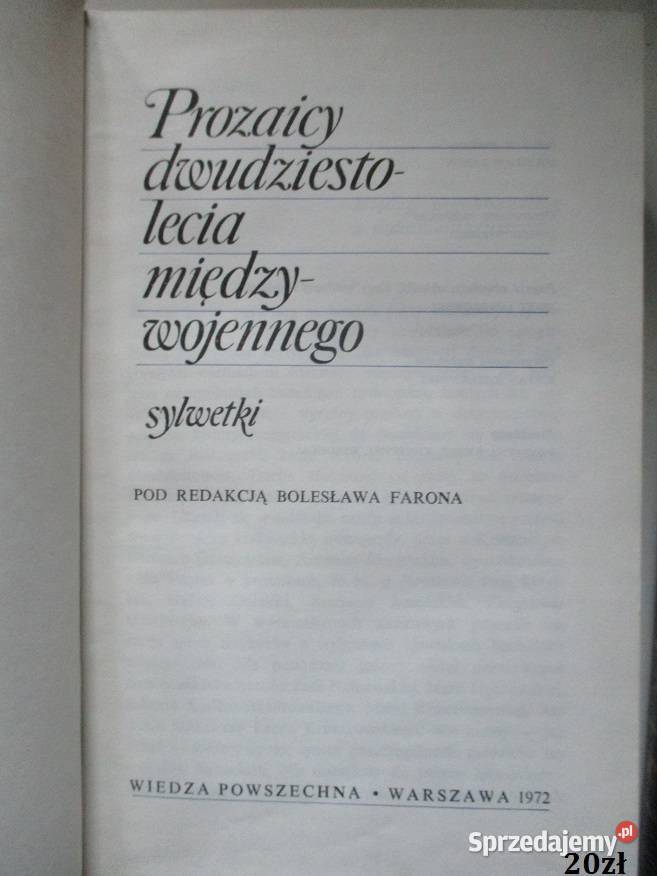 Prozaicy
dwudziesto-
lecia
między-
wojennego
sylwetki
POD REDAKCJĄ BOLESŁAWA FARONA
WIEDZA POWSZECHNA • WARSZAWA 1972
Sprzedajemy.pl
20zł